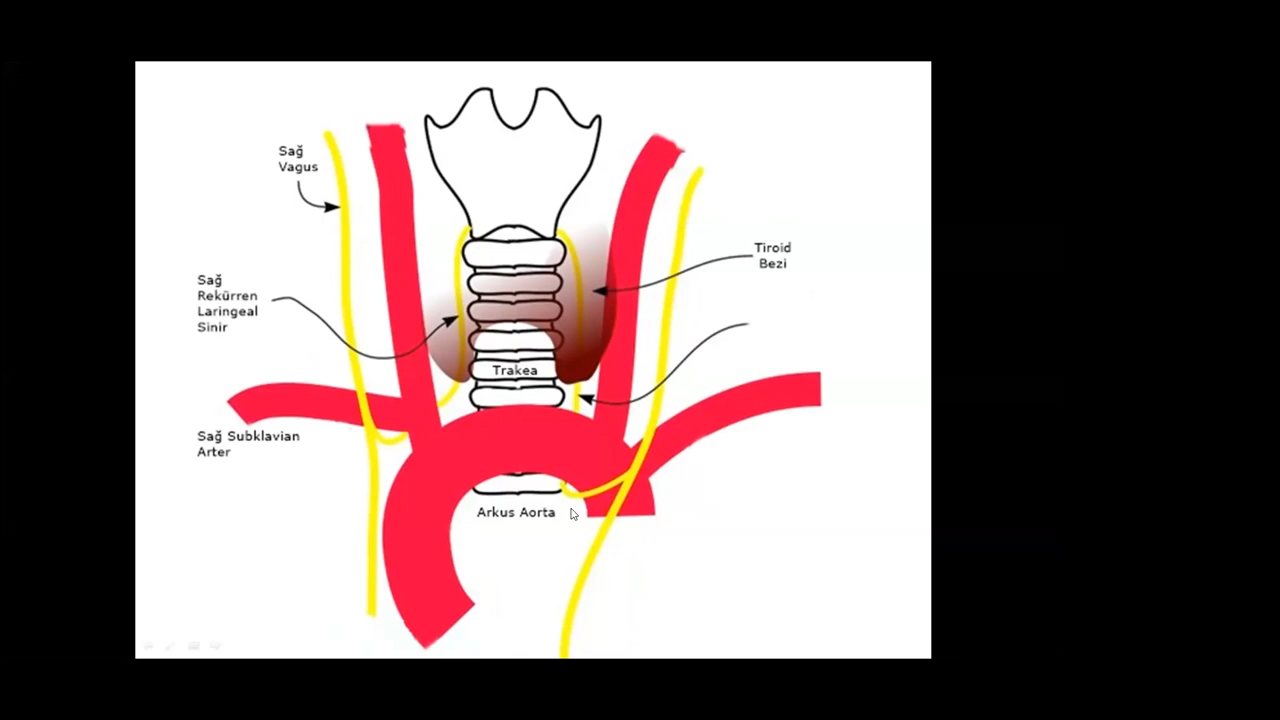 Sağ
Vagus
Tiroid
Bezi
Sağ
Rekürren
Laringeal
Sinir
Trakea
Sağ Subklavian
Arter
Arkus Aorta